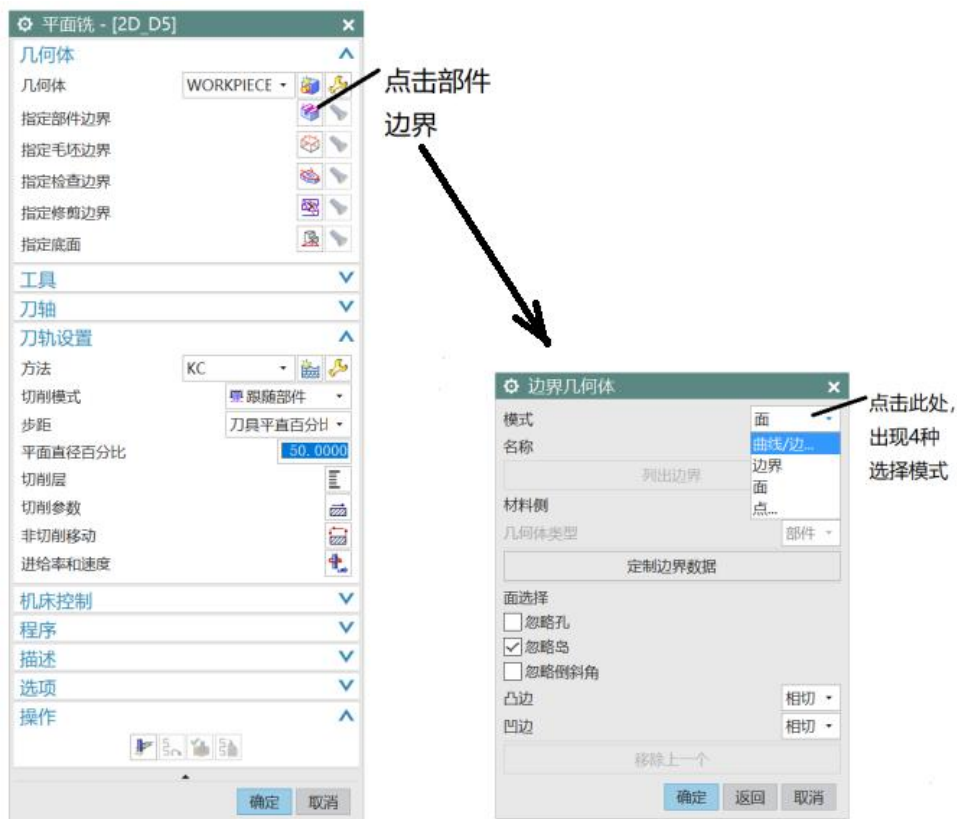 平面铣 - [2D_D5]
几何体
几何体 WORKPIECE
指定部件边界
指定毛坯边界
指定检查边界
指定修剪边界
指定底面
工具
刀轴
刀轨设置
方法 KC
切削模式 跟随部件
步距 刀具平直百分比
平面直径百分比 50.0000
切削层
切削参数
非切削移动
进给率和速度
机床控制
程序
描述
选项
操作
确定 取消
点击部件
边界
边界几何体
模式 面
名称 曲线/边...
列出边界 边界
面
材料侧 点...
几何体类型 部件
定制边界数据
面选择
忽略孔
忽略岛
忽略倒斜角
凸边 相切
凹边 相切
移除上一个
确定 返回 取消
点击此处,
出现4种
选择模式